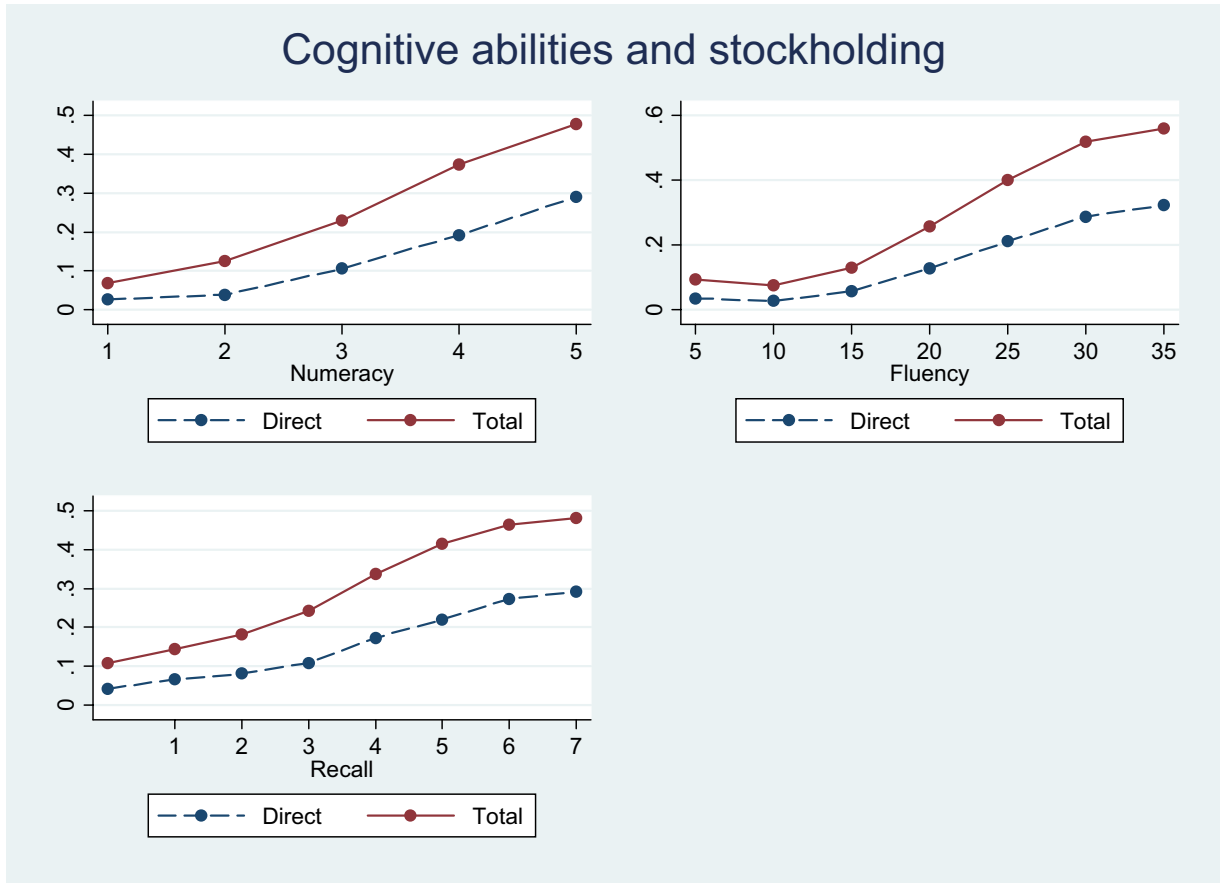 Cognitive abilities and stockholding
.5
.4
.3
.2
.1
0
1 2 3 4 5
Numeracy
Direct Total
.6
.4
.2
0
5 10 15 20 25 30 35
Fluency
Direct Total
.5
.4
.3
.2
.1
0
1 2 3 4 5 6 7
Recall
Direct Total